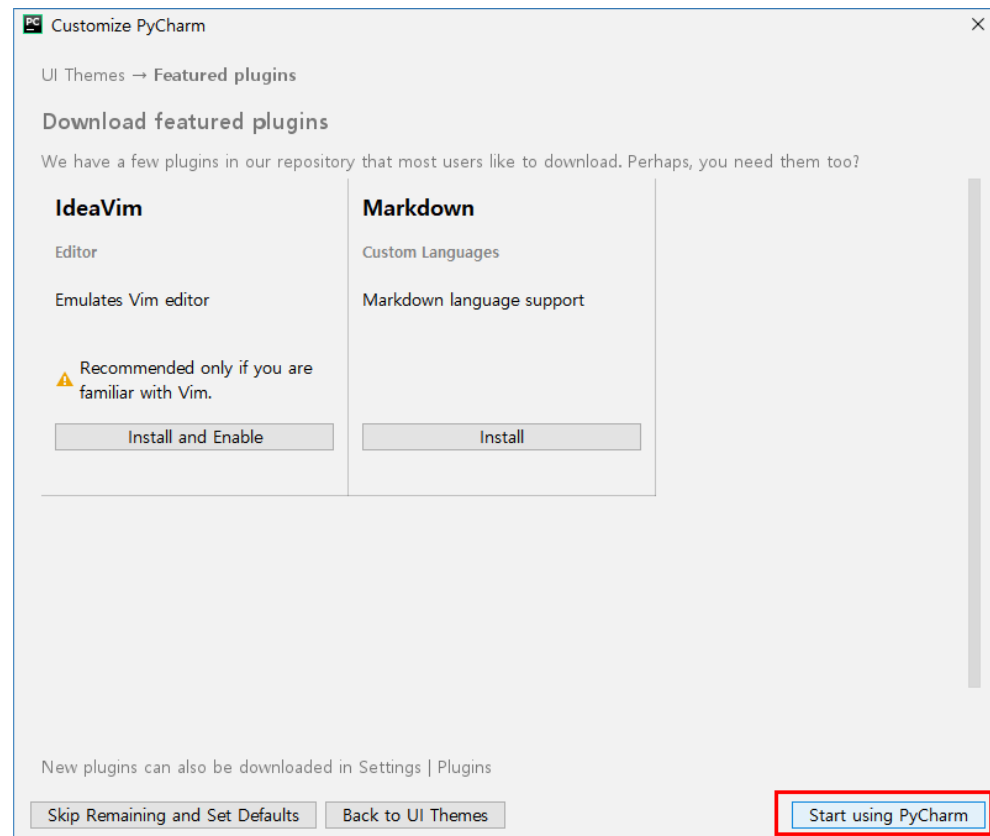 PC
Customize PyCharm
UI Themes → Featured plugins
Download featured plugins
We have a few plugins in our repository that most users like to download. Perhaps, you need them too?
IdeaVim
Editor
Emulates Vim editor
Recommended only if you are
familiar with Vim.
Install and Enable
Markdown
Custom Languages
Markdown language support
Install
New plugins can also be downloaded in Settings | Plugins
Skip Remaining and Set Defaults
Back to UI Themes
Start using PyCharm